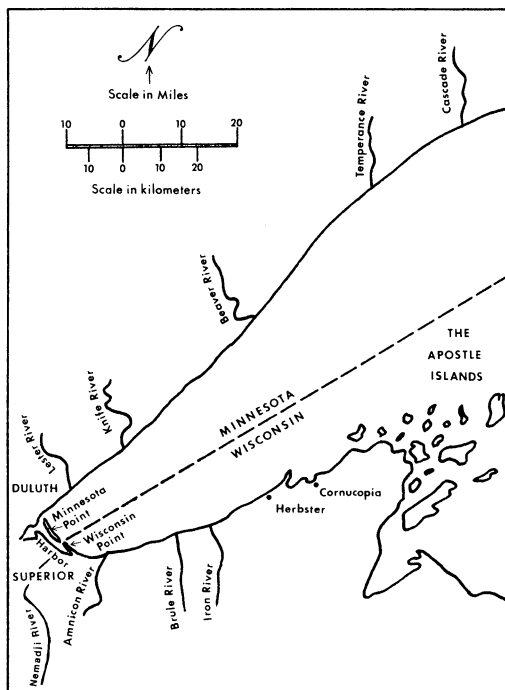 N
Scale in Miles
10 0 10 20
10 0 10 20
Scale in kilometers
Cascade River
Temperance River
Beaver River
Knife River
Lester River
THE
APOSTLE
ISLANDS
MINNESOTA
WISCONSIN
DULUTH
Minnesota
Point
Wisconsin
Point
Harbor
SUPERIOR
Cornucopia
Herbster
Nemadji River
Amnicon River
Brule River
Iron River